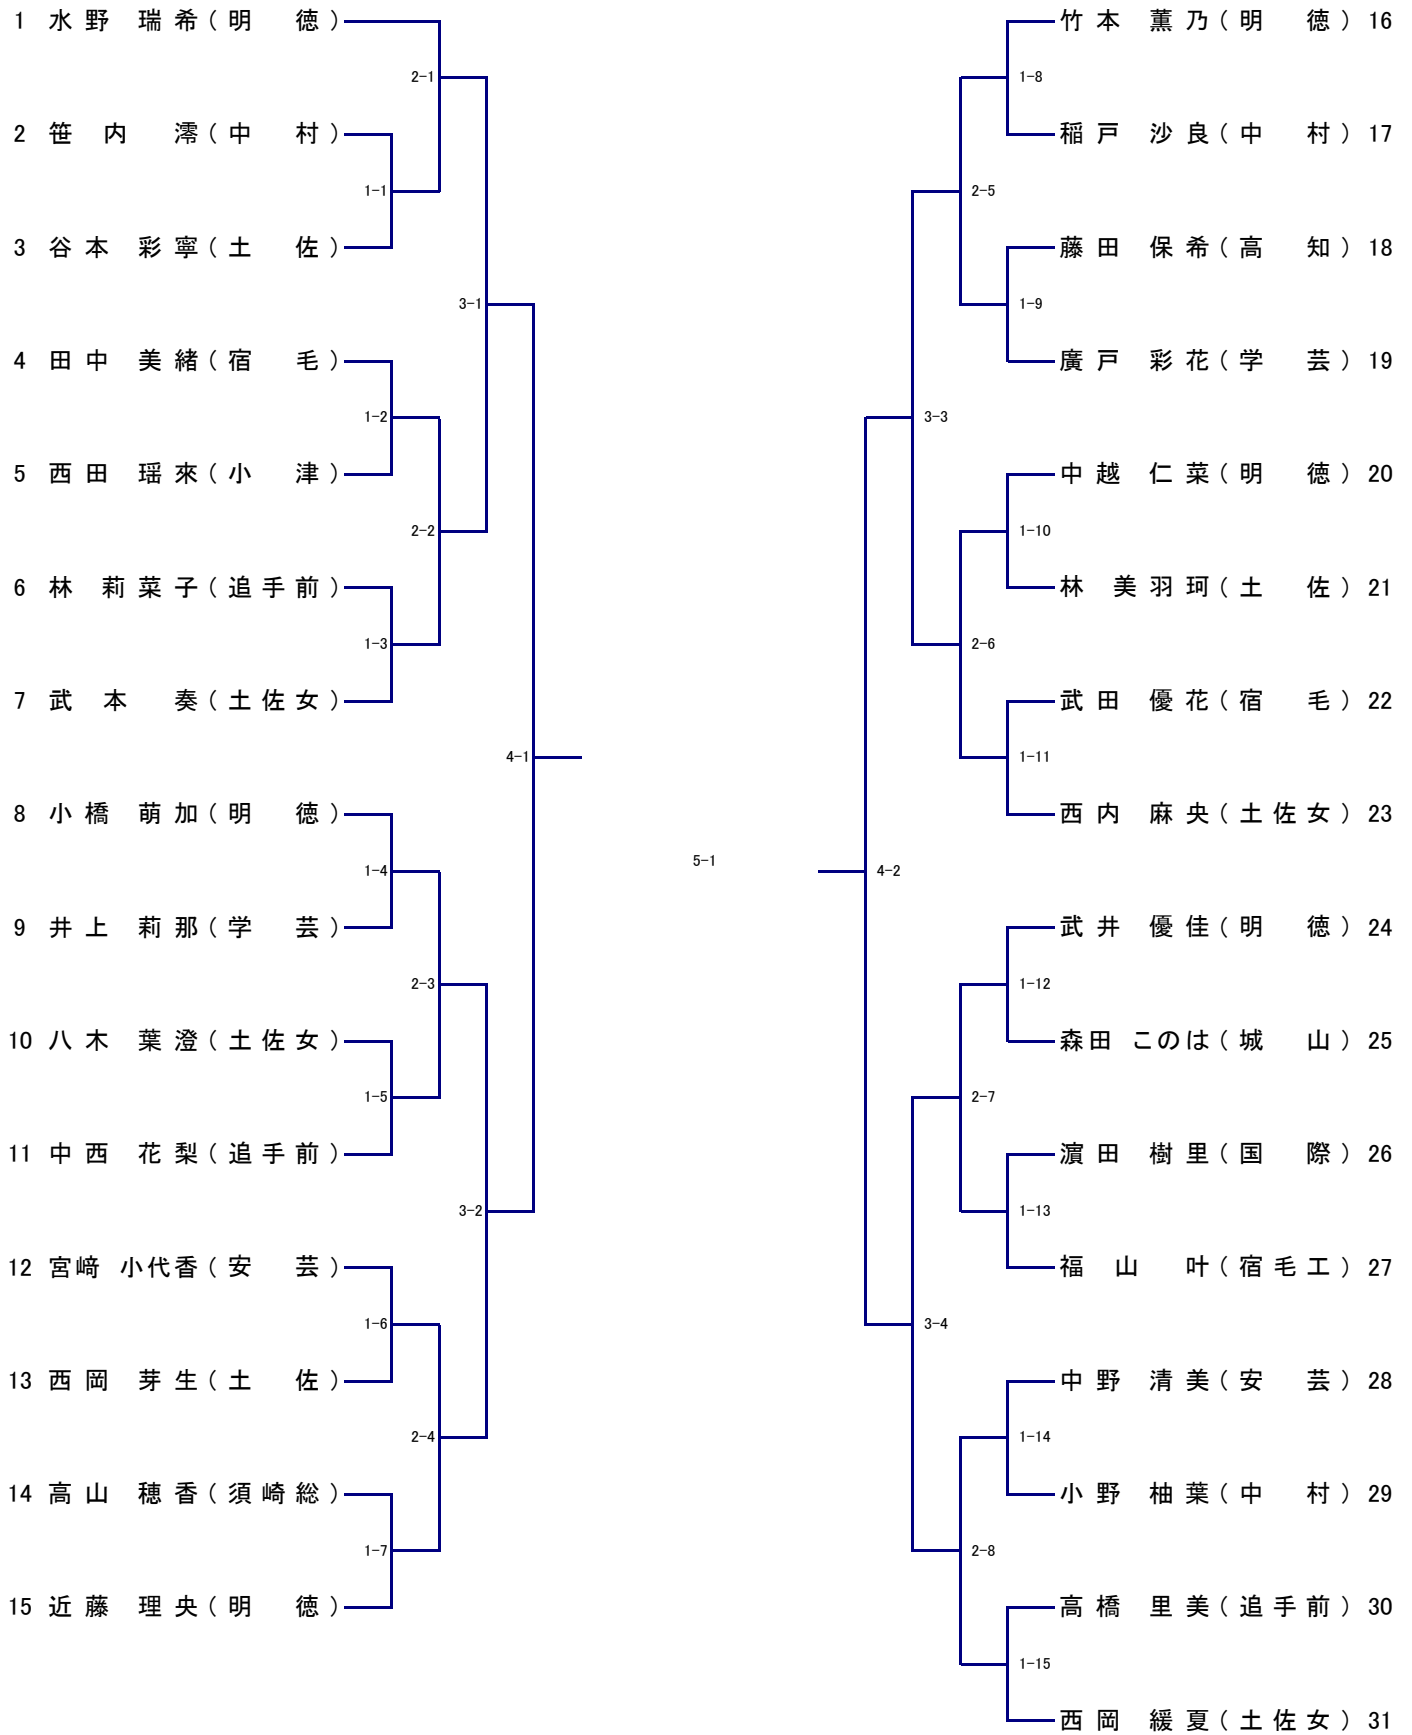 1 水野 瑞希（明 徳）
2-1
2 笹内 澪（中 村）
1-1
3 谷本 彩寧（土 佐）
3-1
4 田中 美緒（宿 毛）
1-2
5 西田 瑶來（小 津）
2-2
6 林 莉菜子（追手前）
1-3
7 武本 奏（土佐女）
4-1
8 小橋 萌加（明 徳）
1-4
9 井上 莉那（学 芸）
2-3
10 八木 葉澄（土佐女）
1-5
11 中西 花梨（追手前）
3-2
12 宮﨑 小代香（安 芸）
1-6
13 西岡 芽生（土 佐）
2-4
14 高山 穂香（須崎総）
1-7
15 近藤 理央（明 徳）
5-1
竹本 薫乃（明 徳）16
1-8
稲戸 沙良（中 村）17
2-5
藤田 保希（高 知）18
1-9
廣戸 彩花（学 芸）19
3-3
中越 仁菜（明 徳）20
1-10
林 美羽珂（土 佐）21
2-6
武田 優花（宿 毛）22
1-11
西内 麻央（土佐女）23
4-2
武井 優佳（明 徳）24
1-12
森田 このは（城 山）25
2-7
濵田 樹里（国 際）26
1-13
福山 叶（宿毛工）27
3-4
中野 清美（安 芸）28
1-14
小野 柚葉（中 村）29
2-8
高橋 里美（追手前）30
1-15
西岡 緩夏（土佐女）31